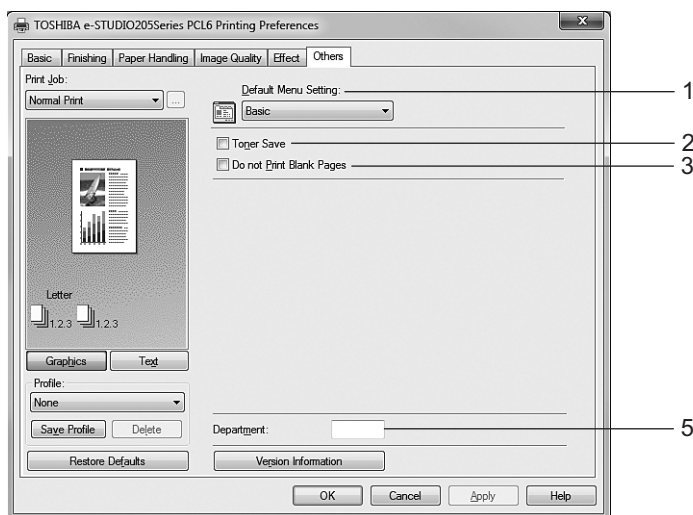 TOSHIBA e-STUDIO205Series PCL6 Printing Preferences
x
Basic Finishing Paper Handling Image Quality Effect Others
Print Job:
Normal Print
...
Default Menu Setting:
1
Basic
Toner Save
2
Do not Print Blank Pages
3
Letter
1.2.3 1.2.3
Graphics Text
Profile:
None
Save Profile Delete
Department:
5
Restore Defaults
Version Information
OK Cancel Apply Help